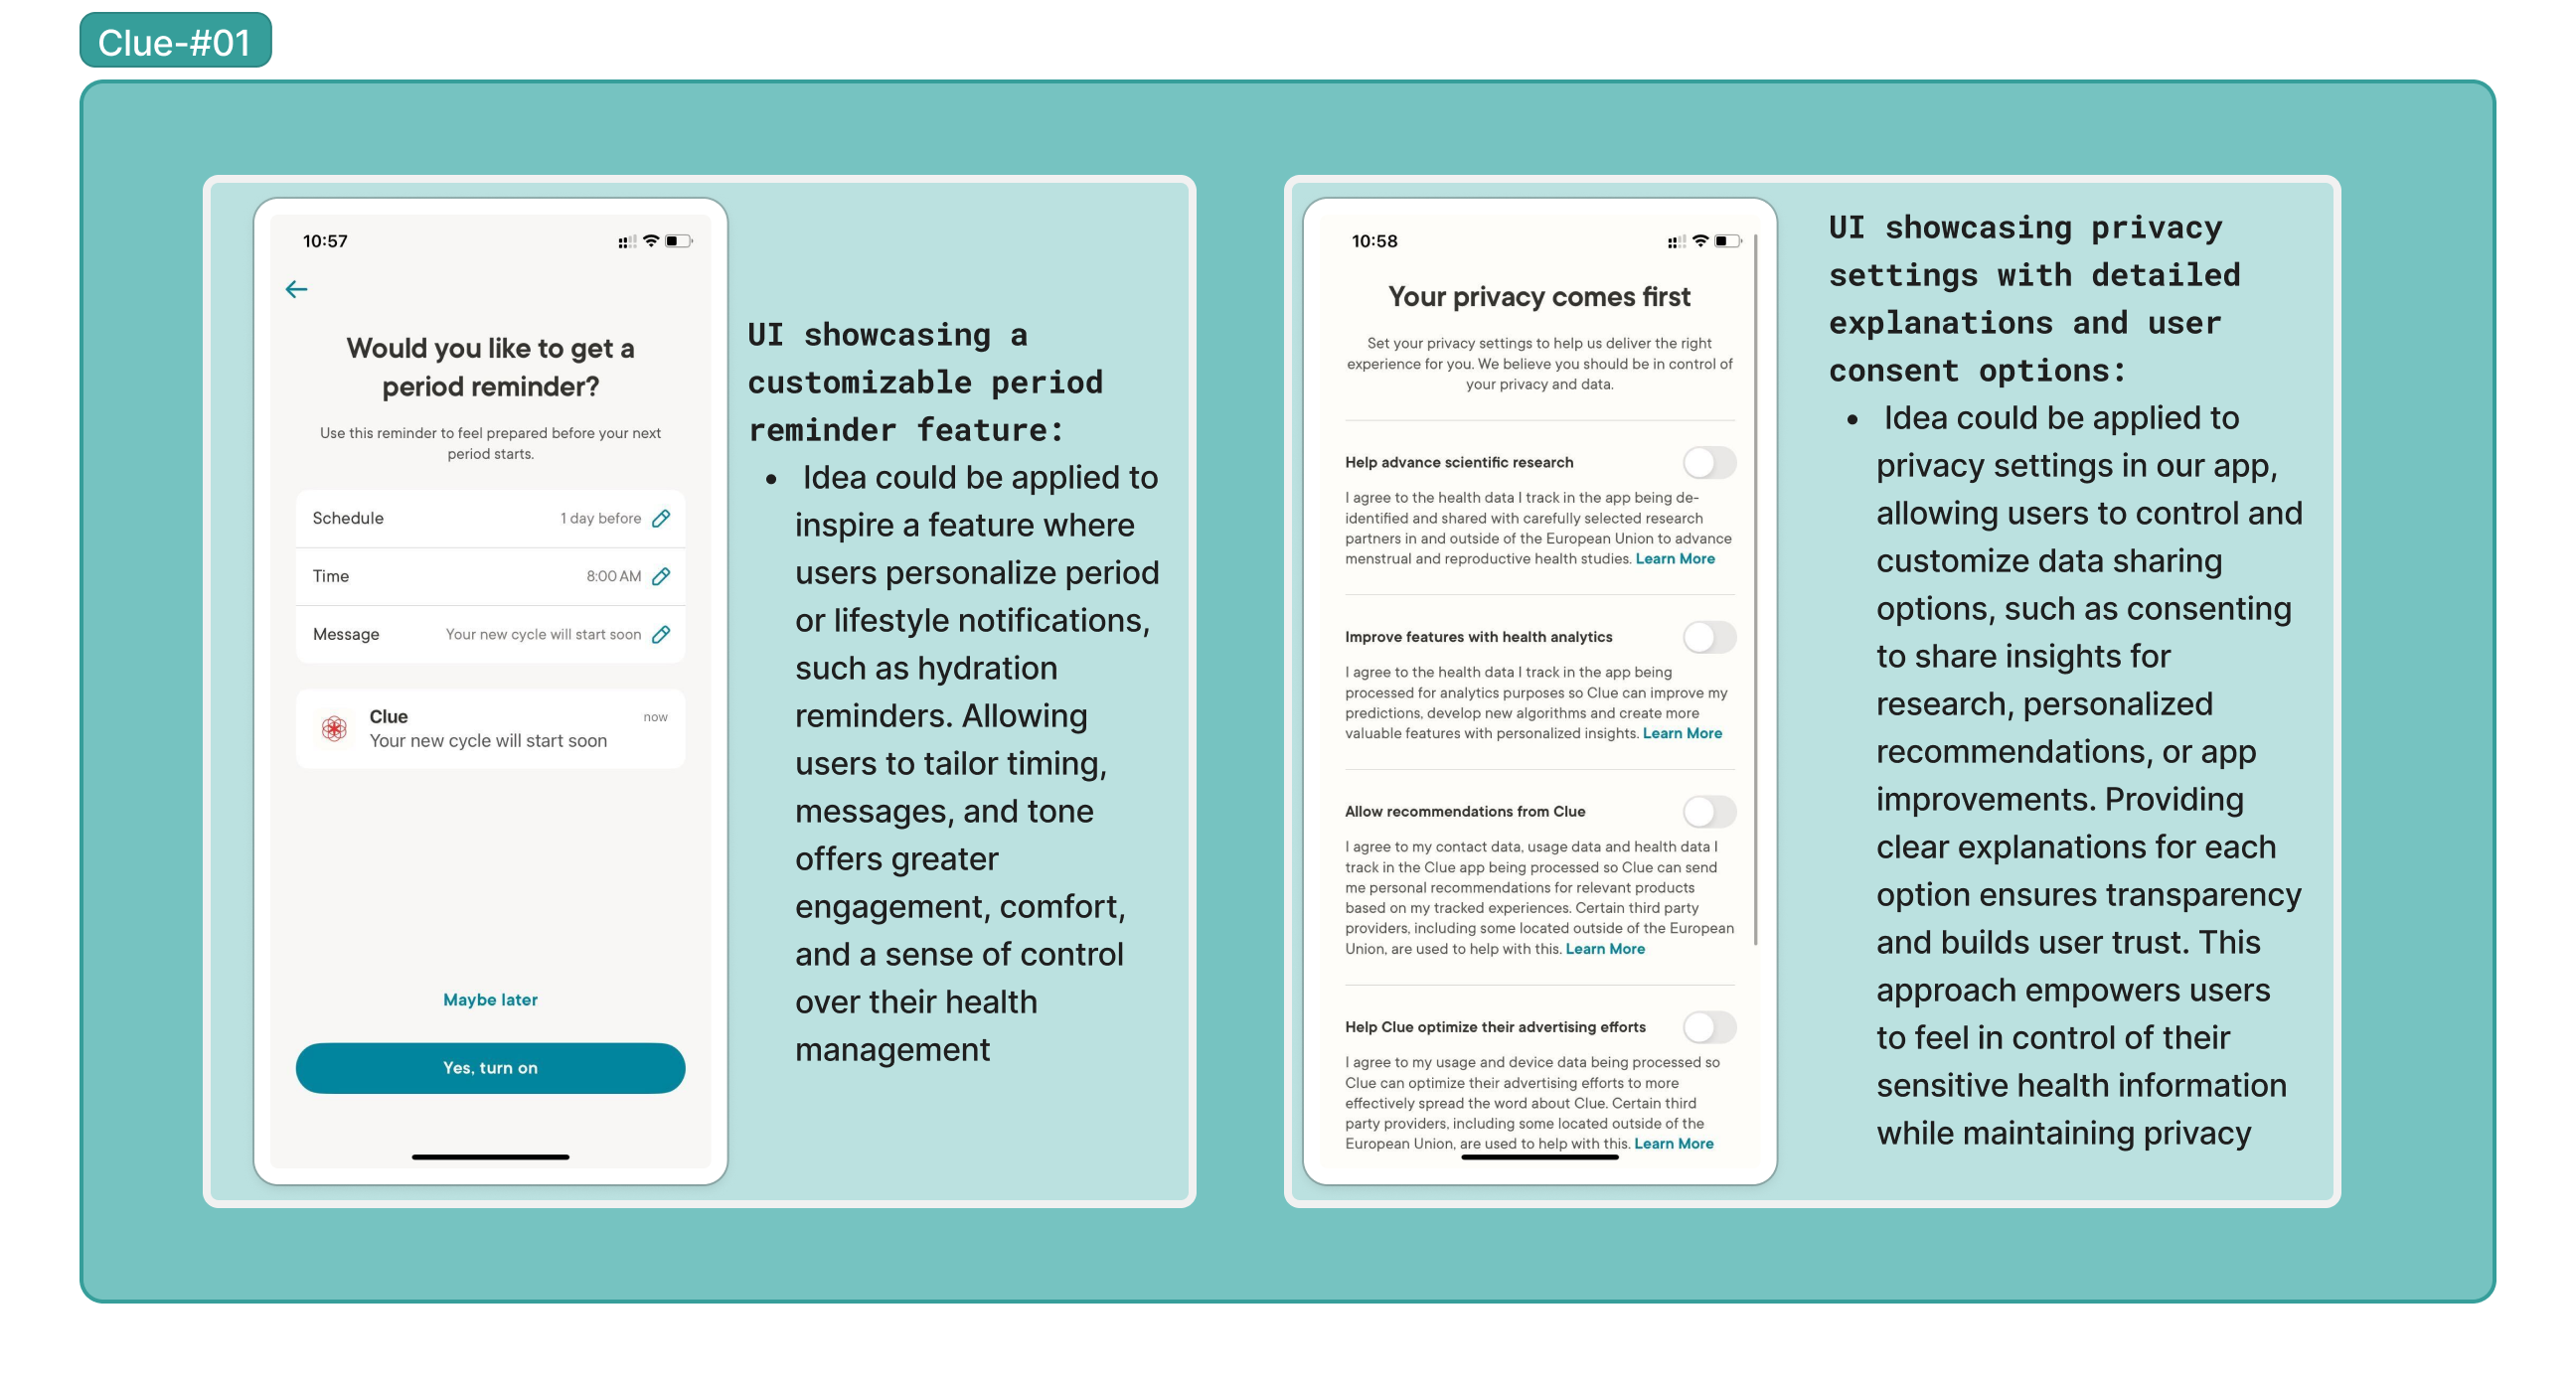 Clue-#01
10:57
Would you like to get a
period reminder?
Use this reminder to feel prepared before your next
period starts.
Schedule 1 day before
Time 8:00 AM
Message Your new cycle will start soon
Clue now
Your new cycle will start soon
Maybe later
Yes, turn on
UI showcasing a
customizable period
reminder feature:
• Idea could be applied to
inspire a feature where
users personalize period
or lifestyle notifications,
such as hydration
reminders. Allowing
users to tailor timing,
messages, and tone
offers greater
engagement, comfort,
and a sense of control
over their health
management
10:58
Your privacy comes first
Set your privacy settings to help us deliver the right
experience for you. We believe you should be in control of
your privacy and data.
Help advance scientific research
I agree to the health data I track in the app being de-
identified and shared with carefully selected research
partners in and outside of the European Union to advance
menstrual and reproductive health studies. Learn More
Improve features with health analytics
I agree to the health data I track in the app being
processed for analytics purposes so Clue can improve my
predictions, develop new algorithms and create more
valuable features with personalized insights. Learn More
Allow recommendations from Clue
I agree to my contact data, usage data and health data I
track in the Clue app being processed so Clue can send
me personal recommendations for relevant products
based on my tracked experiences. Certain third party
providers, including some located outside of the European
Union, are used to help with this. Learn More
Help Clue optimize their advertising efforts
I agree to my usage and device data being processed so
Clue can optimize their advertising efforts to more
effectively spread the word about Clue. Certain third
party providers, including some located outside of the
European Union, are used to help with this. Learn More
UI showcasing privacy
settings with detailed
explanations and user
consent options:
• Idea could be applied to
privacy settings in our app,
allowing users to control and
customize data sharing
options, such as consenting
to share insights for
research, personalized
recommendations, or app
improvements. Providing
clear explanations for each
option ensures transparency
and builds user trust. This
approach empowers users
to feel in control of their
sensitive health information
while maintaining privacy